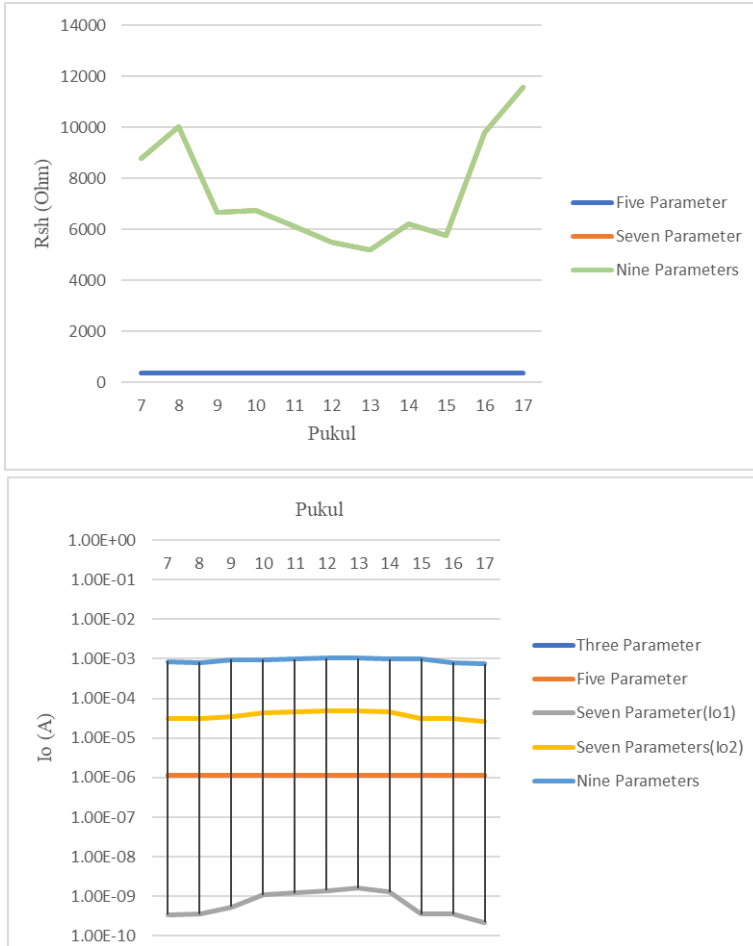 14000
12000
10000
8000
6000
4000
2000
0
Rsh (Ohm)
7 8 9 10 11 12 13 14 15 16 17
Pukul
Five Parameter
Seven Parameter
Nine Parameters
Pukul
1.00E+00
7 8 9 10 11 12 13 14 15 16 17
1.00E-01
1.00E-02
1.00E-03
1.00E-04
1.00E-05
1.00E-06
1.00E-07
1.00E-08
1.00E-09
1.00E-10
Io (A)
Three Parameter
Five Parameter
Seven Parameter(Io1)
Seven Parameters(Io2)
Nine Parameters